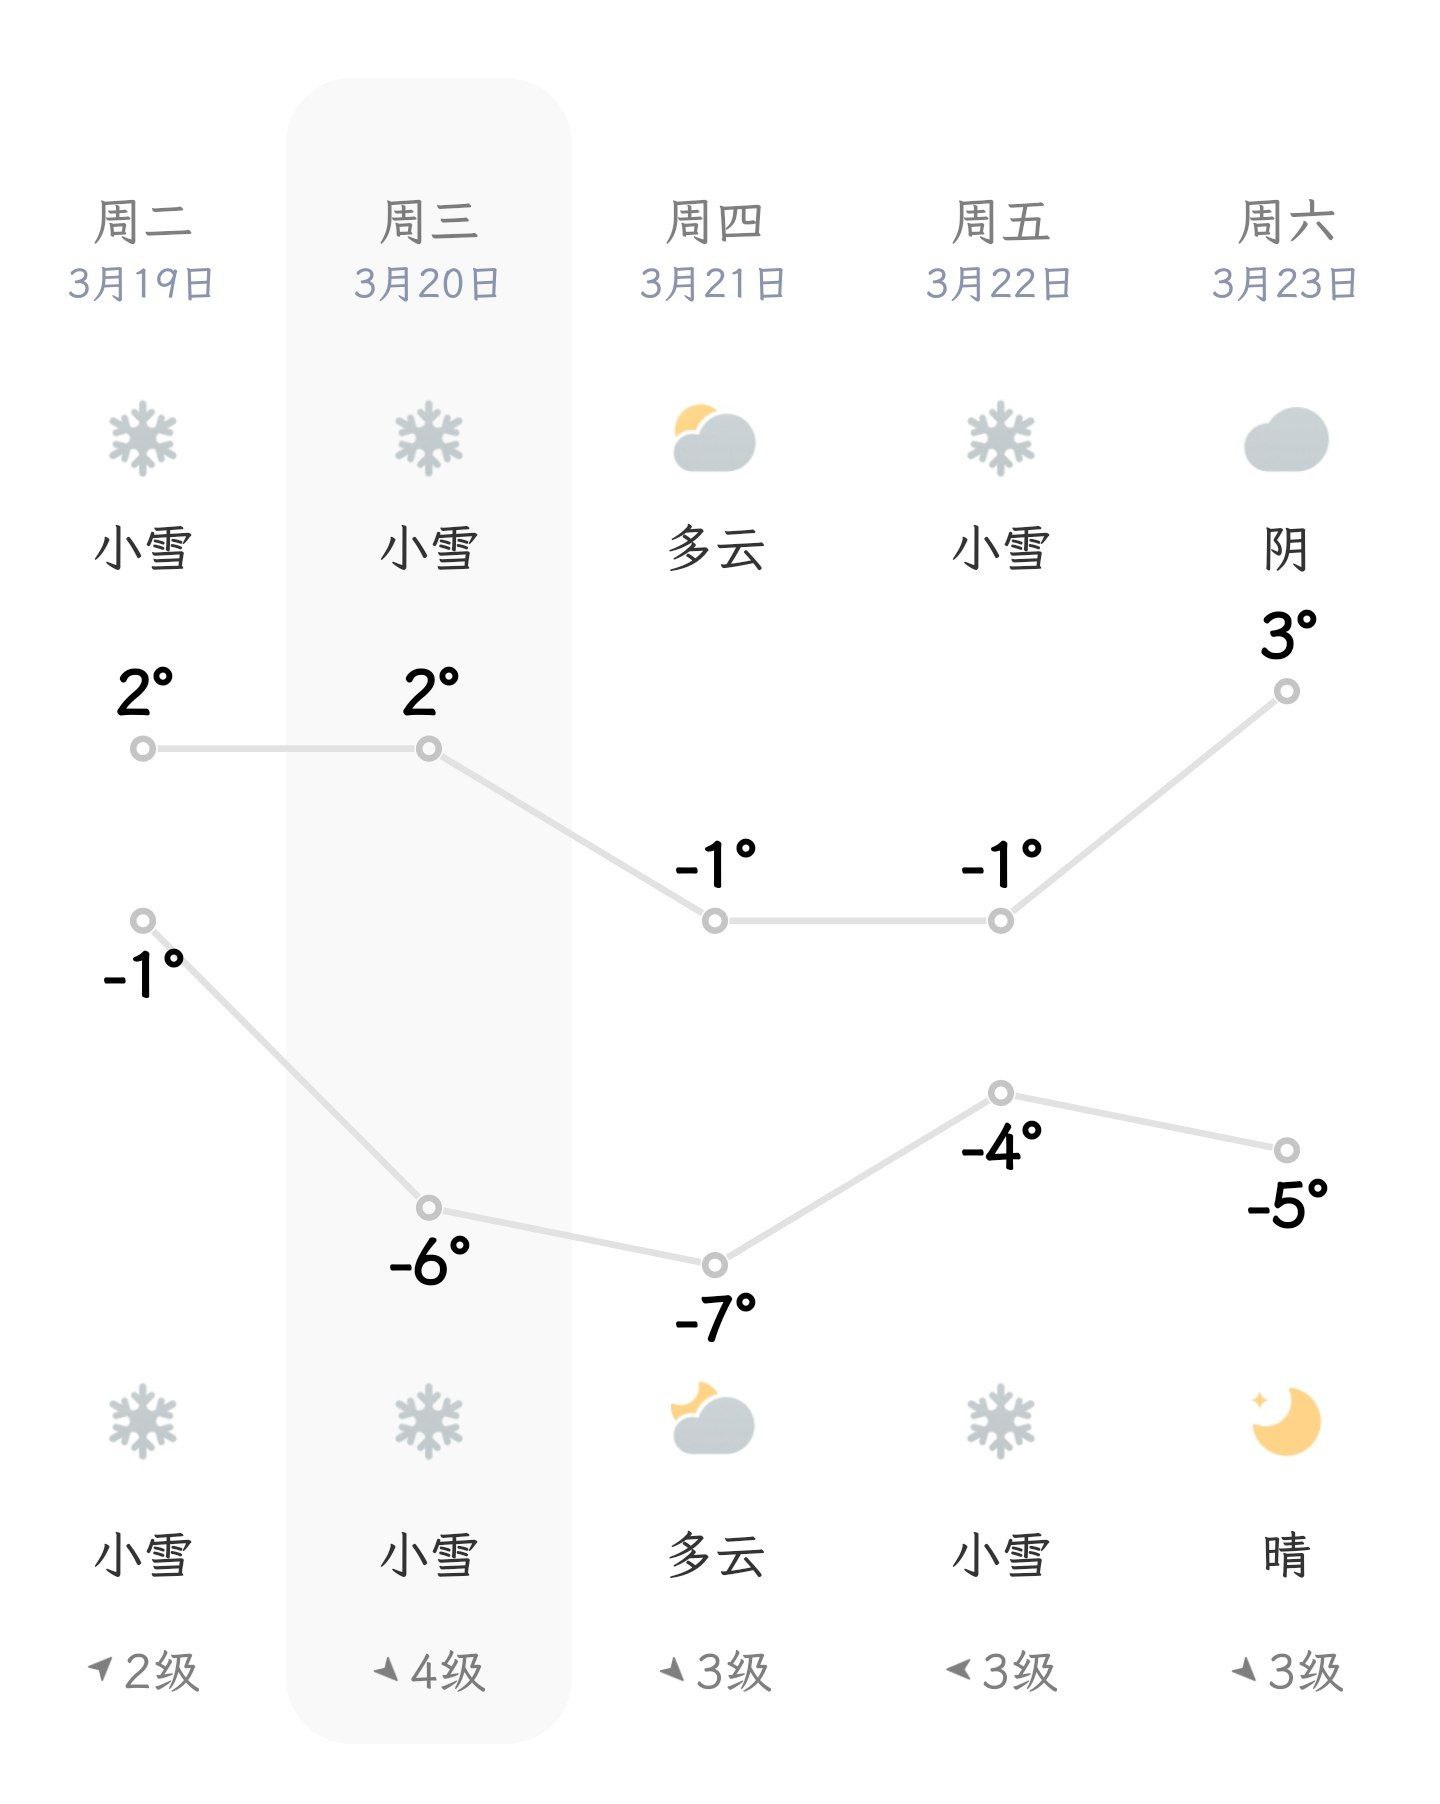 周二 周三 周四 周五 周六
3月19日 3月20日 3月21日 3月22日 3月23日
小雪 小雪 多云 小雪 阴
3°
2° 2°
-1° -1°
-1°
-4°
-5°
-6°
-7°
小雪 小雪 多云 小雪 晴
2级 4级 3级 3级 3级